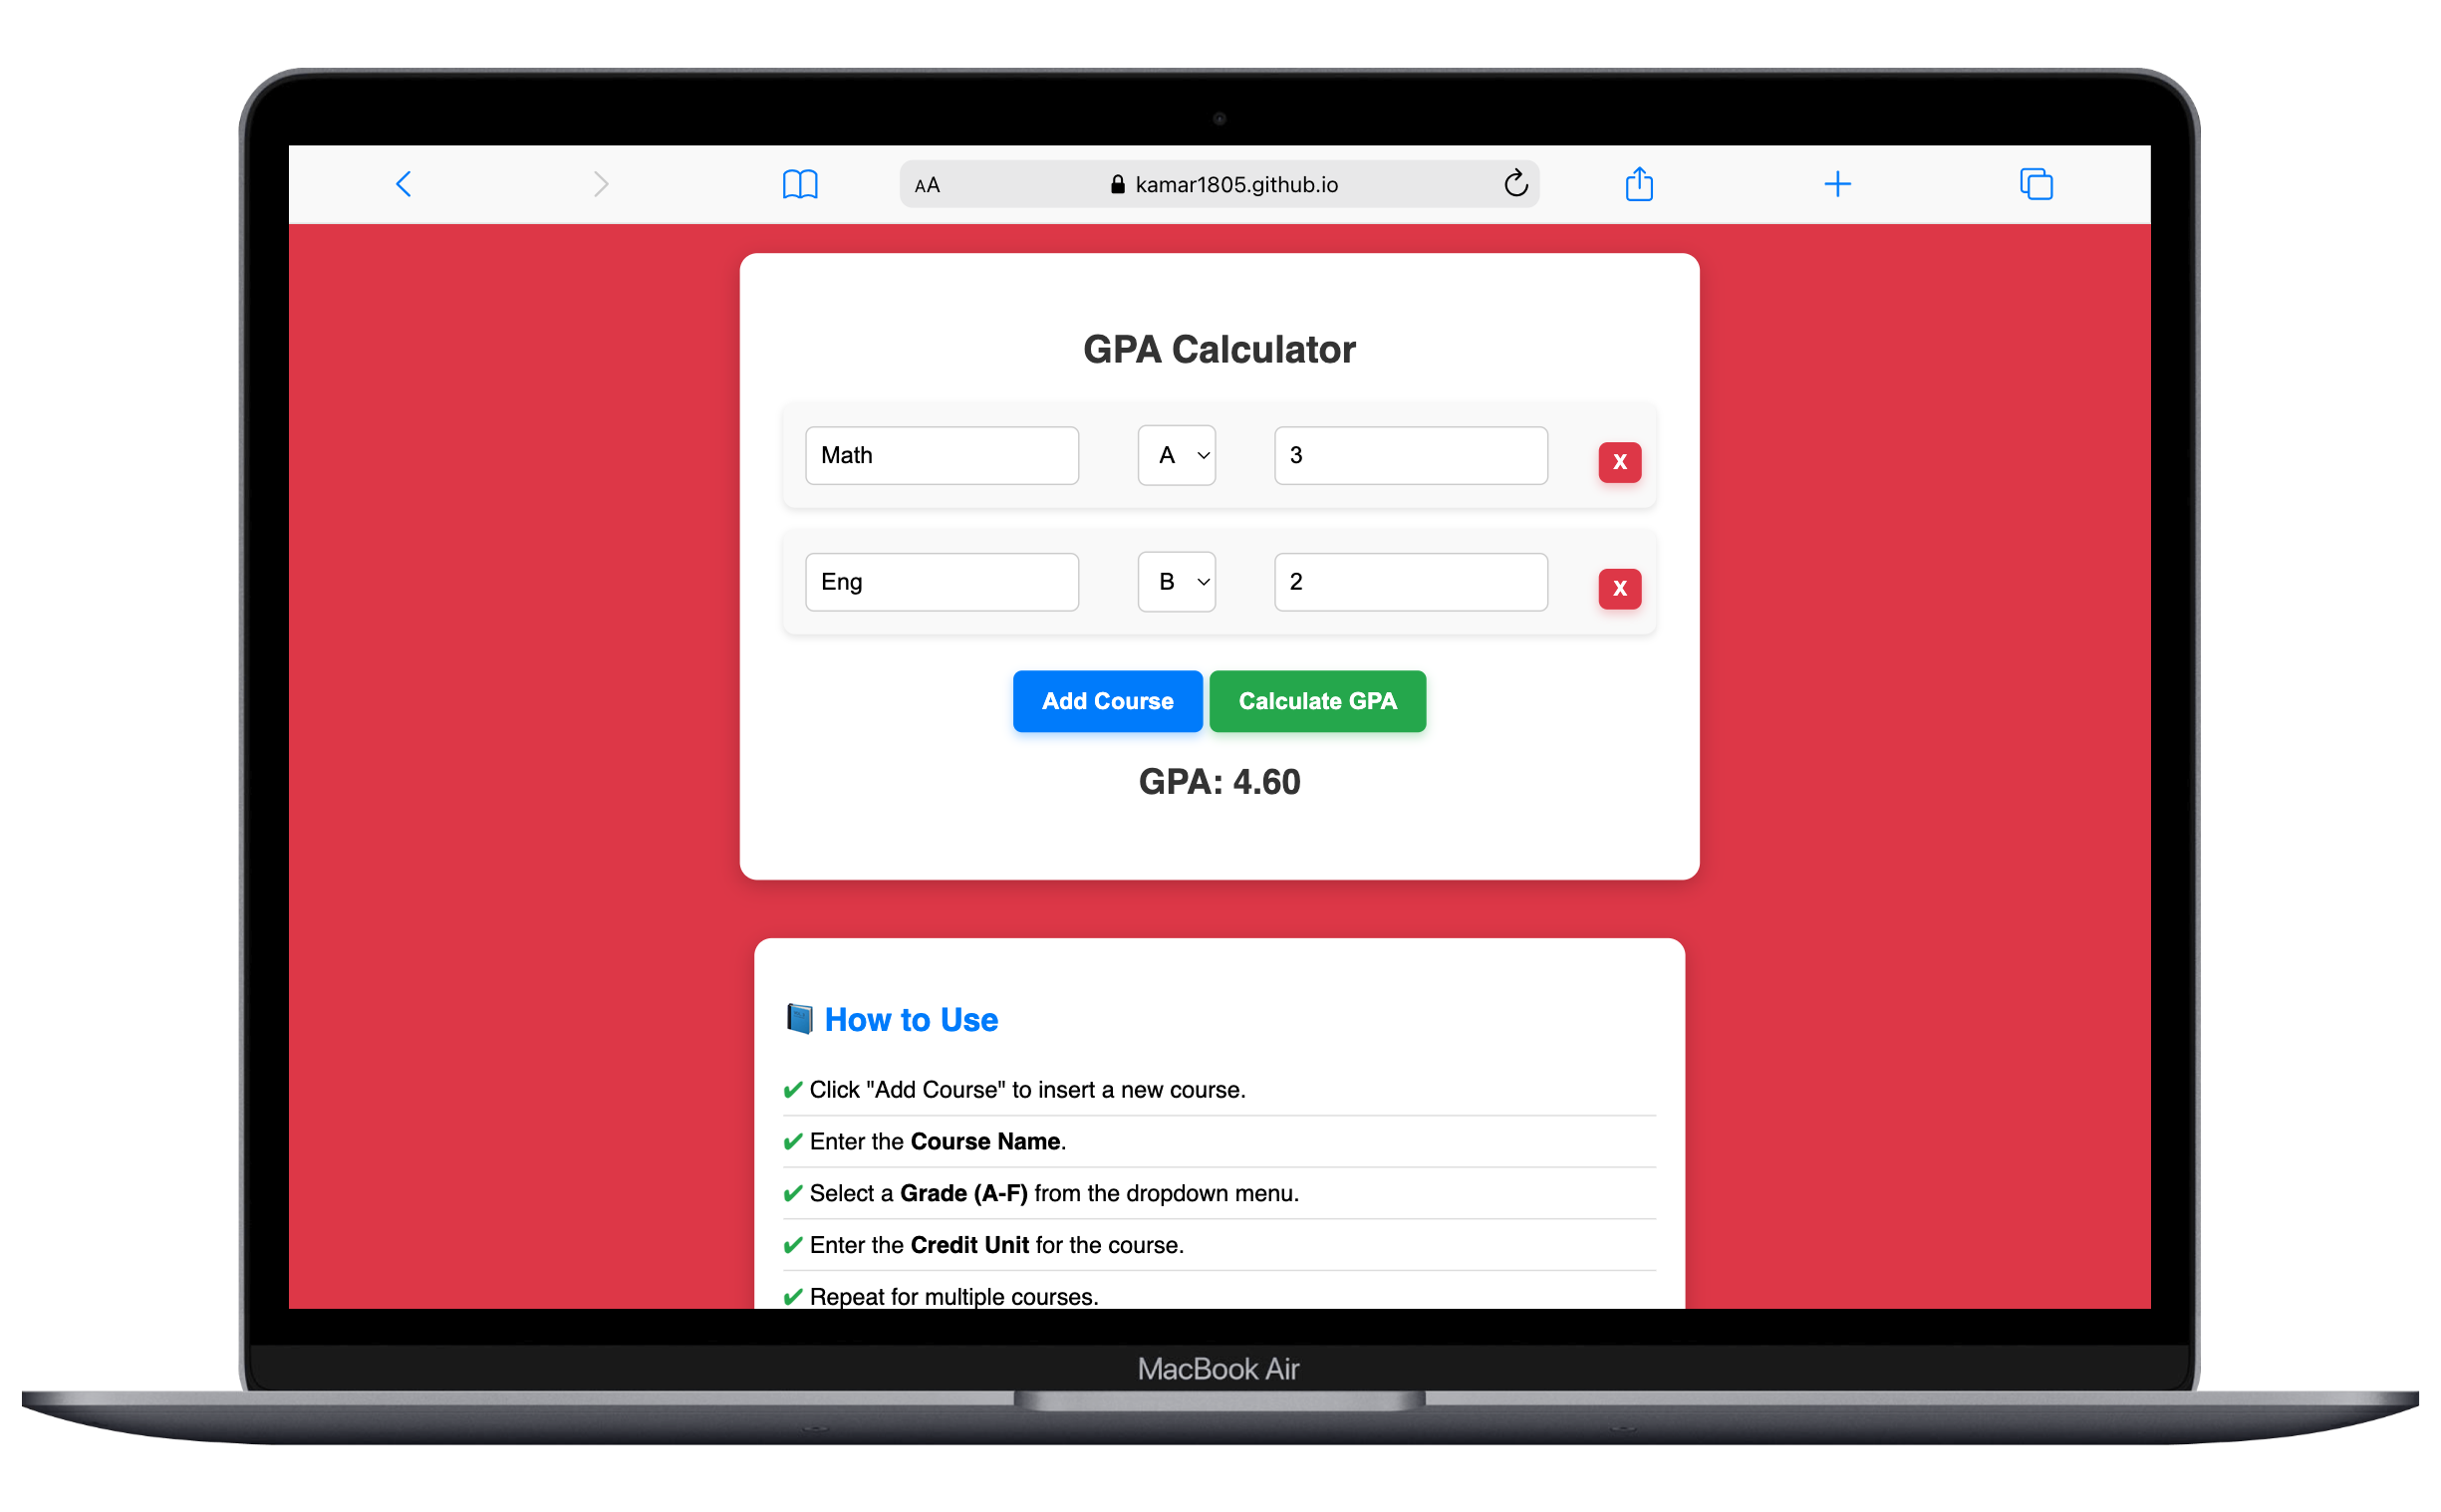 AA kamar1805.github.io
GPA Calculator
Math A 3 X
Eng B 2 X
Add Course Calculate GPA
GPA: 4.60
How to Use
✔ Click "Add Course" to insert a new course.
✔ Enter the Course Name.
✔ Select a Grade (A-F) from the dropdown menu.
✔ Enter the Credit Unit for the course.
✔ Repeat for multiple courses.
MacBook Air